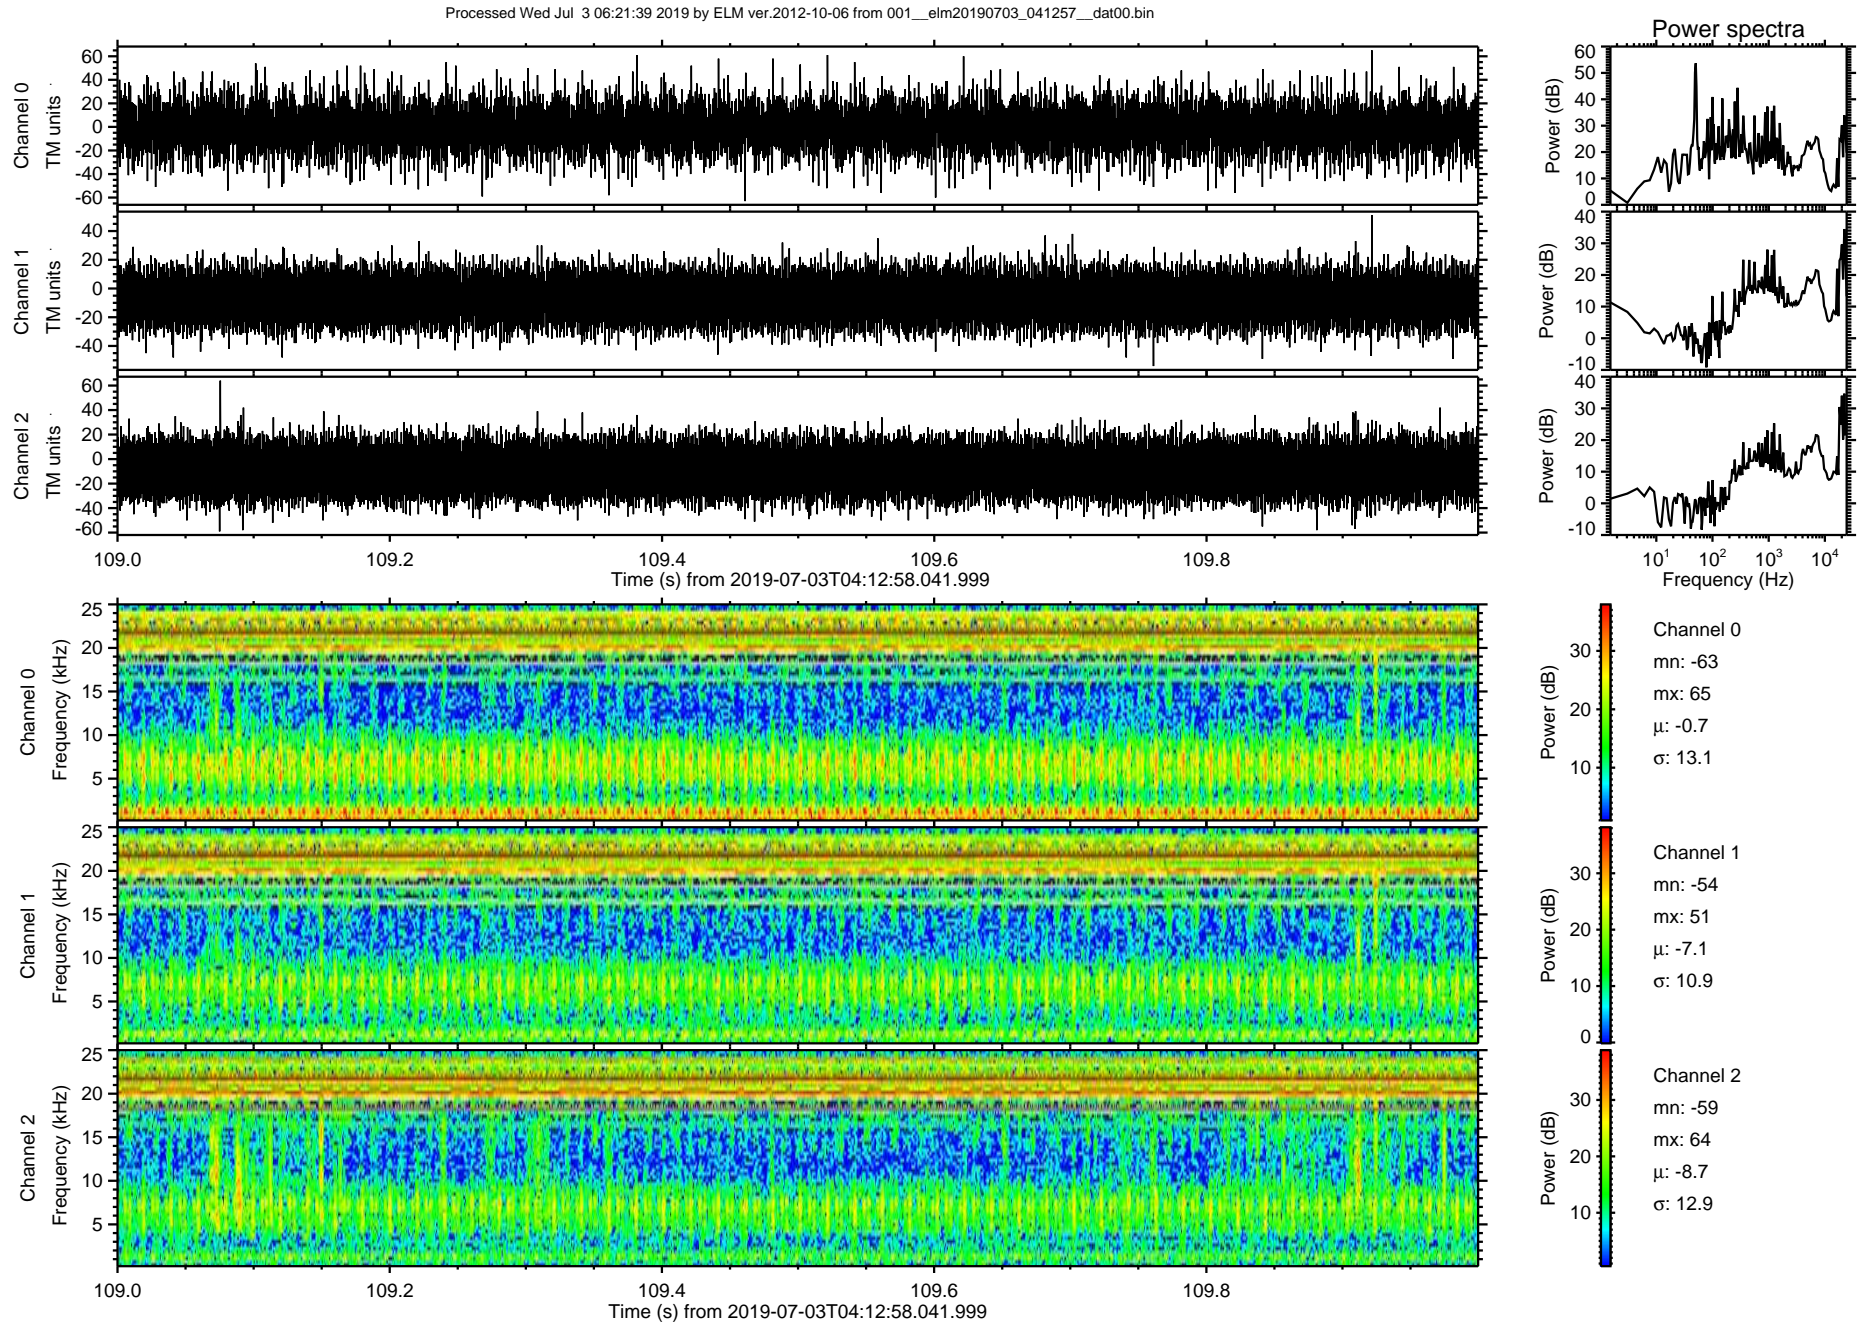 Processed Wed Jul  3 06:21:39 2019 by ELM ver.2012-10-06 from 001__elm20190703_041257__dat00.bin
Power spectra
Channel 0
TM units
60
40
20
0
-20
-40
-60
Power (dB)
60
50
40
30
20
10
0
Channel 1
TM units
40
20
0
-20
-40
Power (dB)
40
30
20
10
0
-10
Channel 2
TM units
60
40
20
0
-20
-40
-60
Power (dB)
40
30
20
10
0
-10
109.0 109.2 109.4 109.6 109.8
Time (s) from 2019-07-03T04:12:58.041.999
10¹ 10² 10³ 10⁴
Frequency (Hz)
Channel 0
Frequency (kHz)
25
20
15
10
5
Power (dB)
30
20
10
Channel 0
mn: -63
mx: 65
µ: -0.7
σ: 13.1
Channel 1
Frequency (kHz)
25
20
15
10
5
Power (dB)
30
20
10
0
Channel 1
mn: -54
mx: 51
µ: -7.1
σ: 10.9
Channel 2
Frequency (kHz)
25
20
15
10
5
Power (dB)
30
20
10
Channel 2
mn: -59
mx: 64
µ: -8.7
σ: 12.9
109.0 109.2 109.4 109.6 109.8
Time (s) from 2019-07-03T04:12:58.041.999